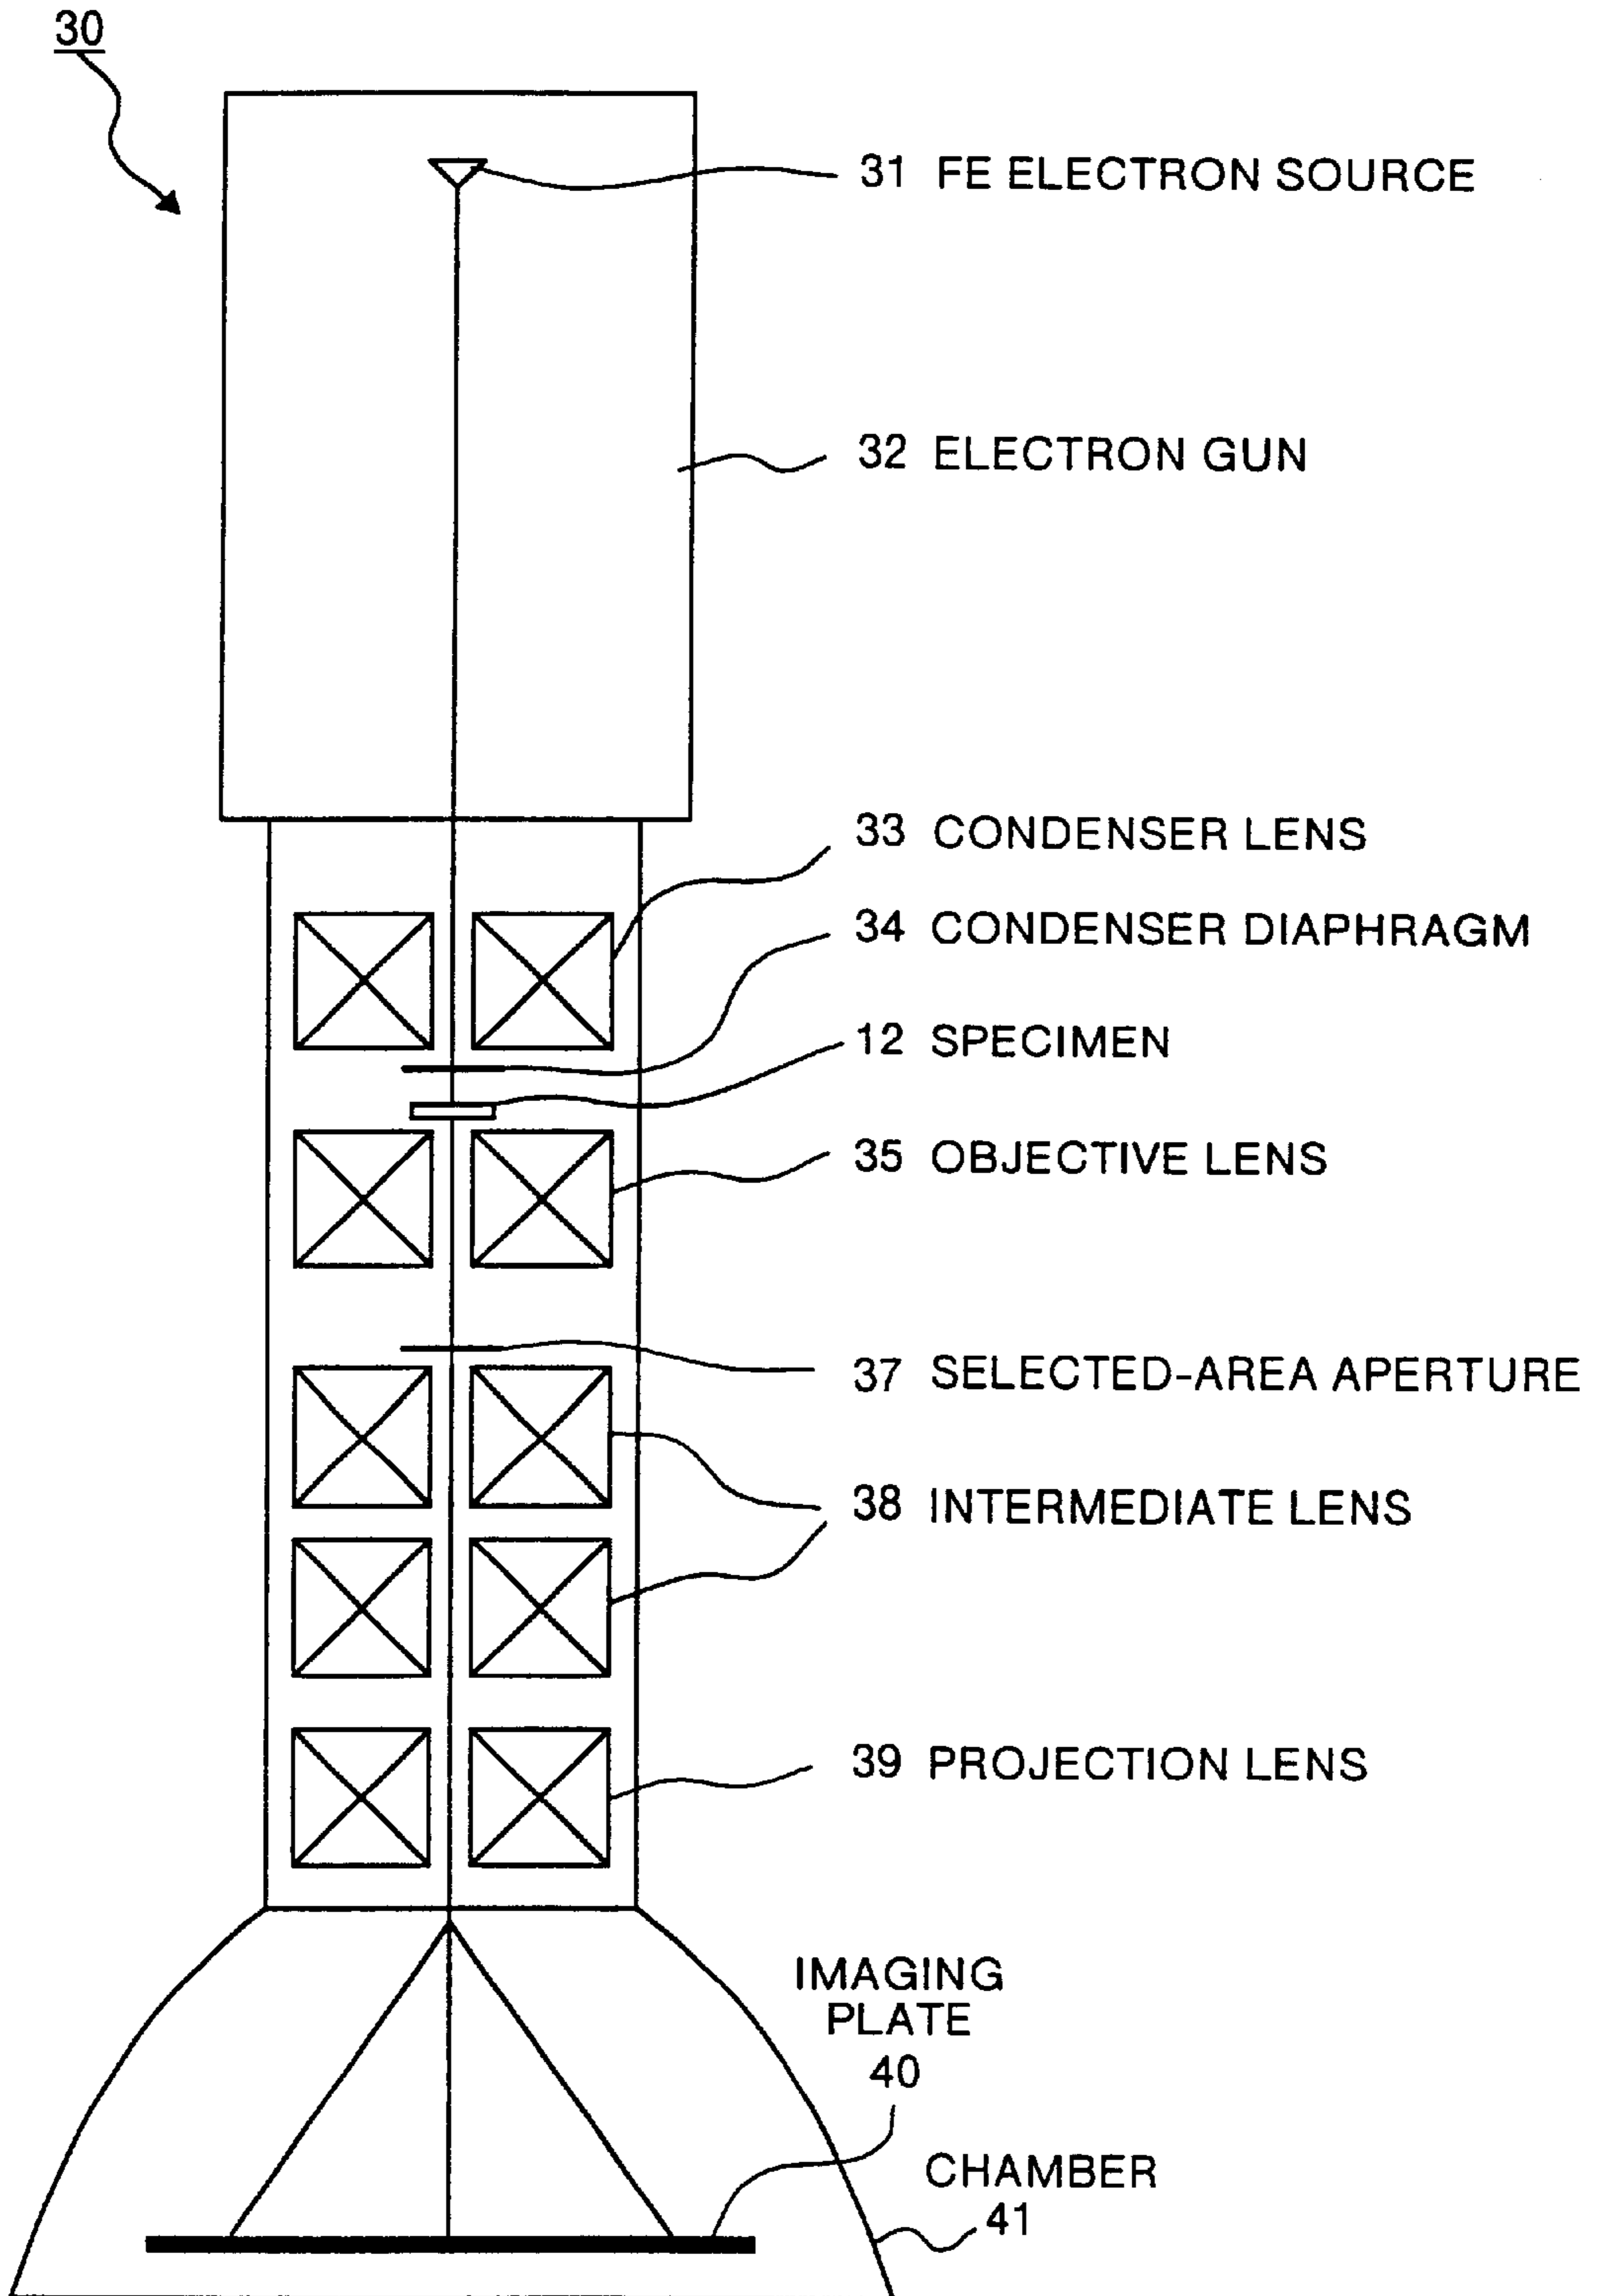 30
31 FE ELECTRON SOURCE
32 ELECTRON GUN
33 CONDENSER LENS
34 CONDENSER DIAPHRAGM
12 SPECIMEN
35 OBJECTIVE LENS
37 SELECTED-AREA APERTURE
38 INTERMEDIATE LENS
39 PROJECTION LENS
IMAGING
PLATE
40
CHAMBER
41